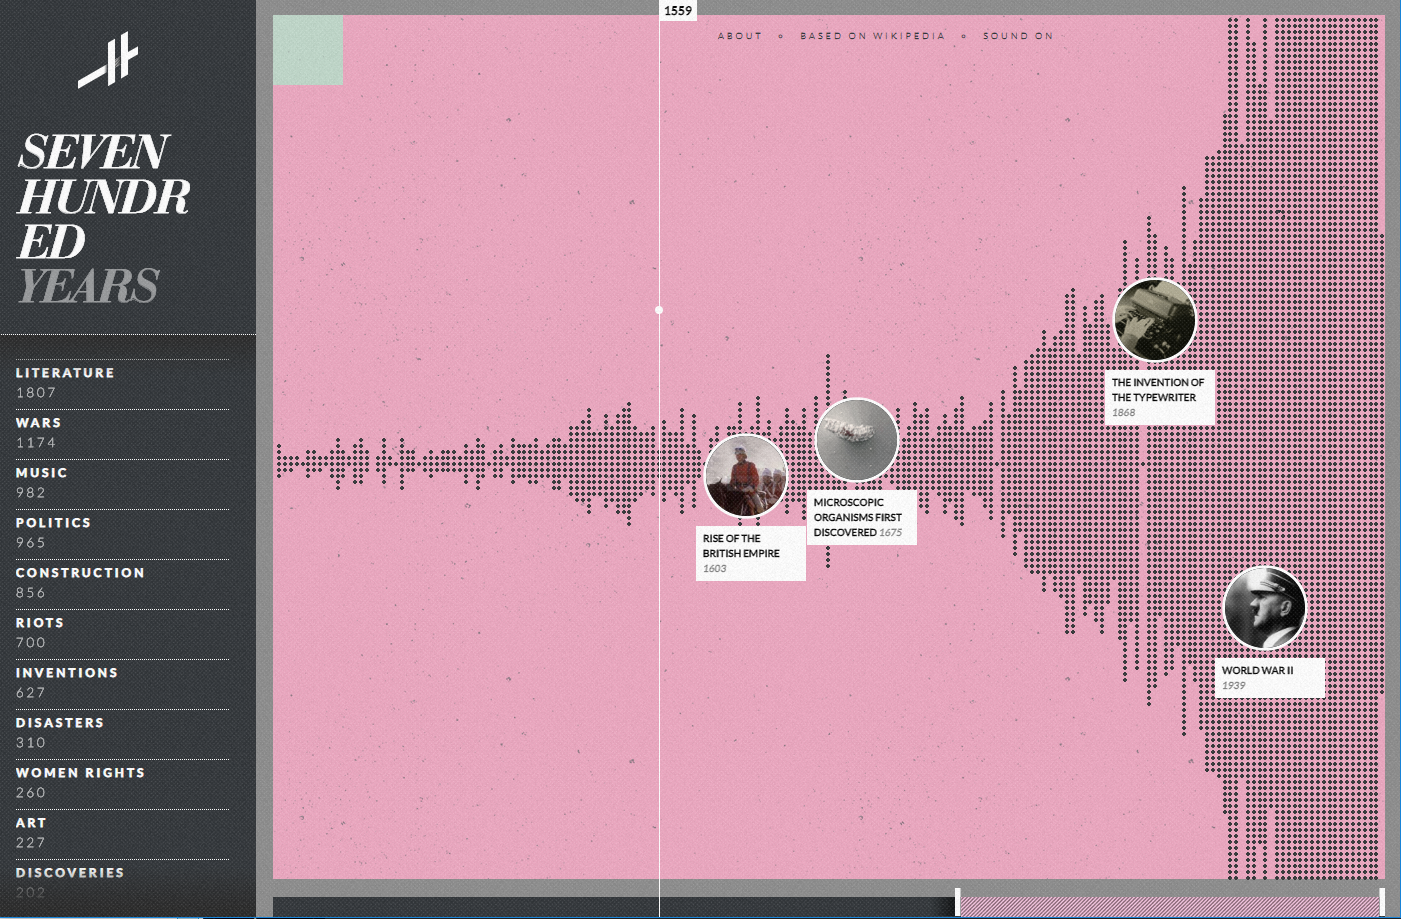 1559
ABOUT
BASED ON WIKIPEDIA
SOUND ON
SEVEN
HUNDR
ED
YEARS
LITERATURE
1807
WARS
1174
MUSIC
982
POLITICS
965
CONSTRUCTION
856
RIOTS
700
INVENTIONS
627
DISASTERS
310
WOMEN RIGHTS
260
ART
227
DISCOVERIES
202
THE INVENTION OF
THE TYPEWRITER
1868
MICROSCOPIC
ORGANISMS FIRST
DISCOVERED 1675
RISE OF THE
BRITISH EMPIRE
1603
WORLD WAR II
1939